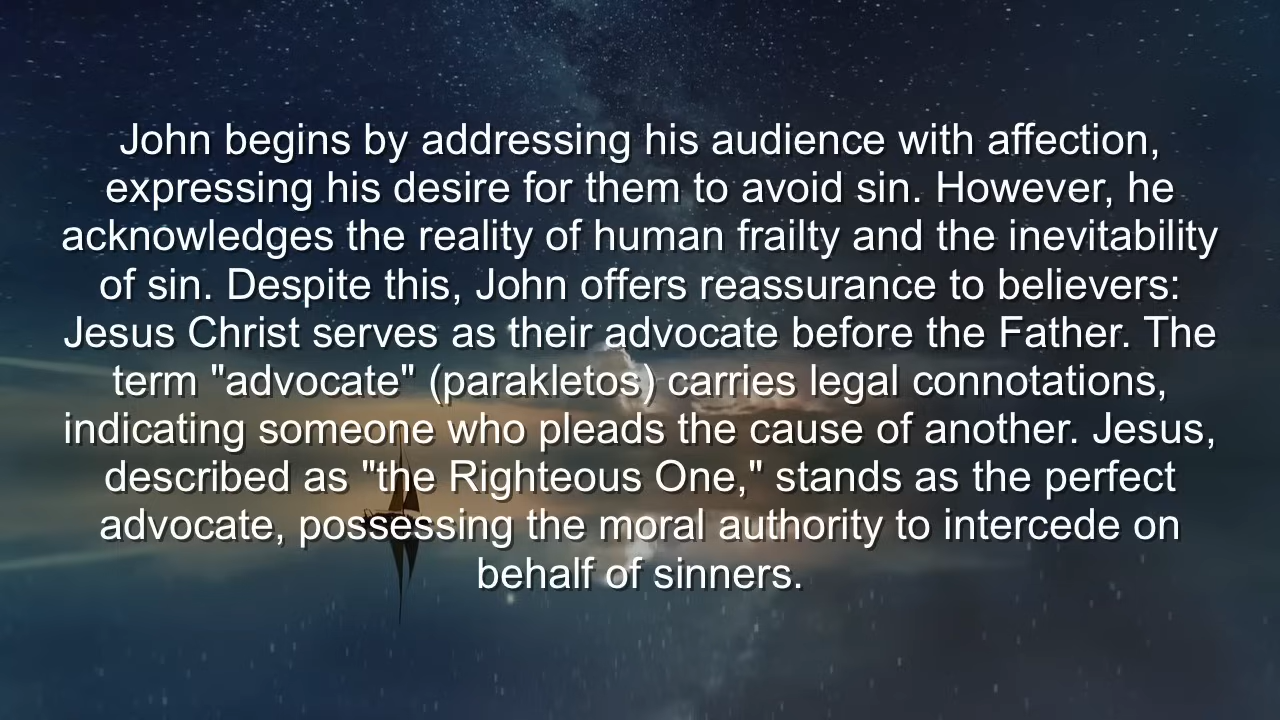 John begins by addressing his audience with affection,
expressing his desire for them to avoid sin. However, he
acknowledges the reality of human frailty and the inevitability
of sin. Despite this, John offers reassurance to believers:
Jesus Christ serves as their advocate before the Father. The
term "advocate" (parakletos) carries legal connotations,
indicating someone who pleads the cause of another. Jesus,
described as "the Righteous One," stands as the perfect
advocate, possessing the moral authority to intercede on
behalf of sinners.